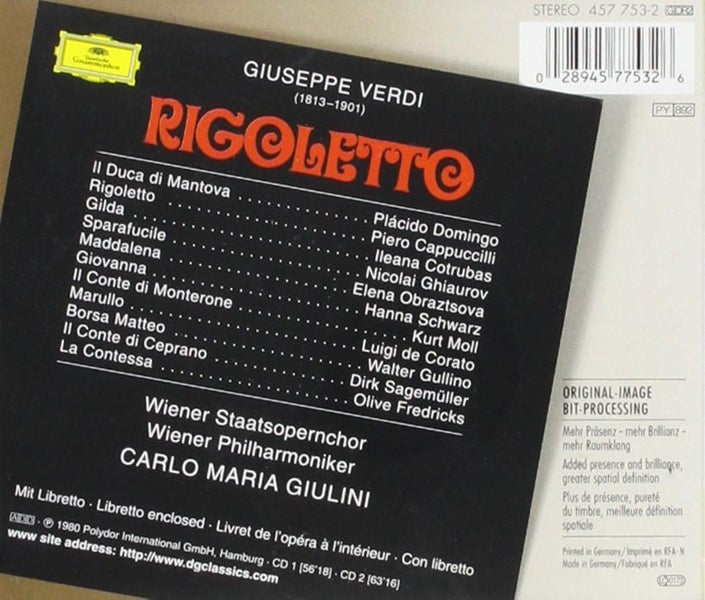 STEREO 457 753-2 GOR2
0 28945 77532 6
PY 892
Deutsche
Grammophon
GIUSEPPE VERDI
(1813–1901)
RIGOLETTO
Il Duca di Mantova . . . . . . . . . . . . . . Plácido Domingo
Rigoletto . . . . . . . . . . . . . . . . . . . . Piero Cappuccilli
Gilda . . . . . . . . . . . . . . . . . . . . . . . Ileana Cotrubas
Sparafucile . . . . . . . . . . . . . . . . . . Nicolai Ghiaurov
Maddalena . . . . . . . . . . . . . . . . . . Elena Obraztsova
Giovanna . . . . . . . . . . . . . . . . . . . . Hanna Schwarz
Il Conte di Monterone . . . . . . . . . . . . . . . Kurt Moll
Marullo . . . . . . . . . . . . . . . . . . . . . Luigi de Corato
Borsa Matteo . . . . . . . . . . . . . . . . . . Walter Gullino
Il Conte di Ceprano . . . . . . . . . . . . . Dirk Sagemüller
La Contessa . . . . . . . . . . . . . . . . . . Olive Fredricks
Wiener Staatsopernchor
Wiener Philharmoniker
CARLO MARIA GIULINI
Mit Libretto · Libretto enclosed · Livret de l'opéra à l'intérieur · Con libretto
ADD · ℗ 1980 Polydor International GmbH, Hamburg · CD 1 [56'18] · CD 2 [63'16]
www site address: http://www.dgclassics.com
ORIGINAL-IMAGE
BIT-PROCESSING
Mehr Präsenz – mehr Brillianz –
mehr Raumklang
Added presence and brilliance,
greater spatial definition
Plus de présence, pureté
du timbre, meilleure définition
spatiale
Printed in Germany/Imprimé en RFA-N
Made in Germany/Fabriqué en RFA